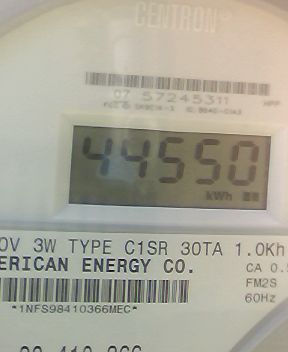 CENTRON
07 57245311
44550
kWh
0V 3W TYPE C1SR 30TA 1.0Kh
ERICAN ENERGY CO.
CA 0.5
FM2S
60Hz
*1NFS98410366MEC*